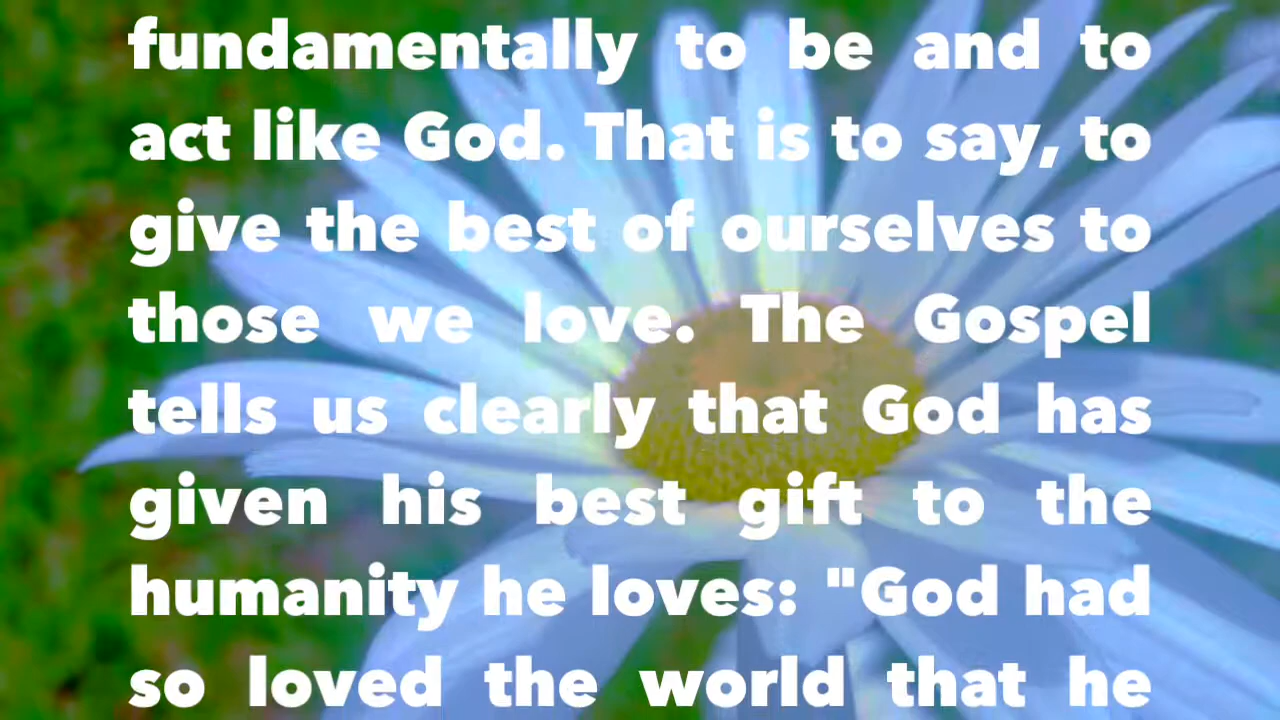 fundamentally to be and to
act like God. That is to say, to
give the best of ourselves to
those we love. The Gospel
tells us clearly that God has
given his best gift to the
humanity he loves: "God had
so loved the world that he